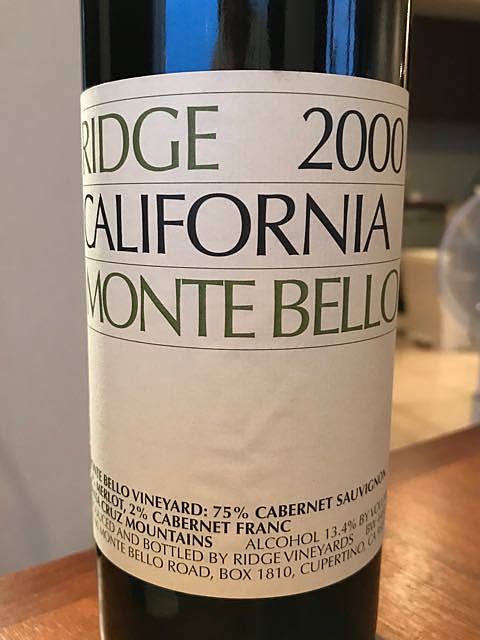 RIDGE 2000
CALIFORNIA
MONTE BELLO
MONTE BELLO VINEYARD: 75% CABERNET SAUVIGNON
MERLOT, 2% CABERNET FRANC
CRUZ MOUNTAINS ALCOHOL 13.4% BY
AND BOTTLED BY RIDGE VINEYARDS
MONTE BELLO ROAD, BOX 1810, CUPERTINO, CA